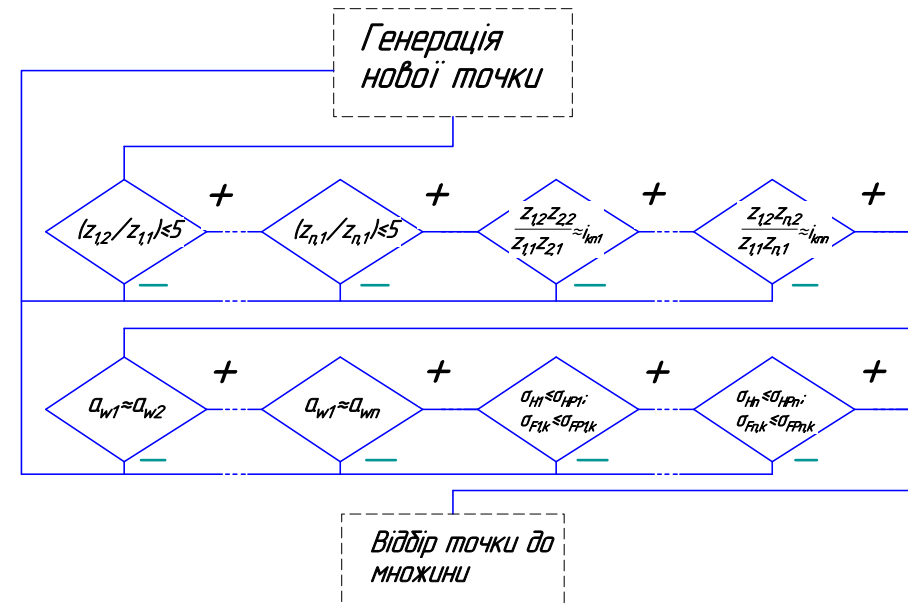 Генерація
нової точки
+ + + +
(z1,2/z1,1)≤5
(zn,1/zn,1)≤5
z1,2z2,2/z1,1z2,1≈iкп1
z1,2zn,2/z1,1zn,1≈iкпn
— — — —
+ + + +
aw1≈aw2
aw1≈awn
σH1≤σHP1;
σF1,k≤σFP1,k
σHn≤σHPn;
σFn,k≤σFPn,k
— — — —
Відбір точки до
множини